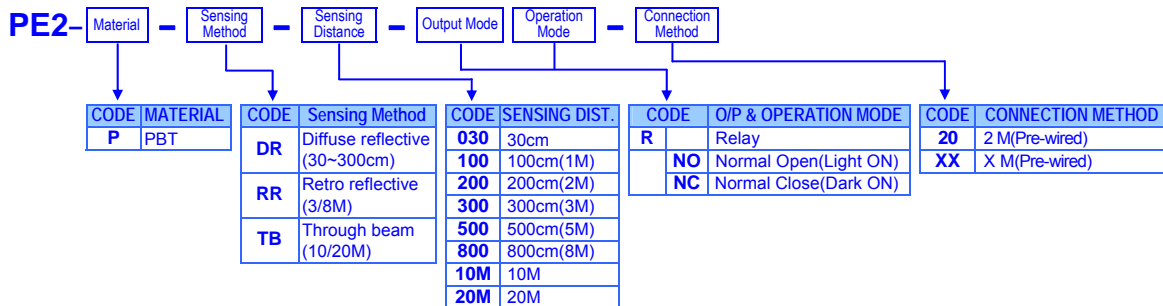 PE2– Material – Sensing Method – Sensing Distance – Output Mode Operation Mode – Connection Method
CODE MATERIAL
P PBT
CODE Sensing Method
DR Diffuse reflective (30~300cm)
RR Retro reflective (3/8M)
TB Through beam (10/20M)
CODE SENSING DIST.
030 30cm
100 100cm(1M)
200 200cm(2M)
300 300cm(3M)
500 500cm(5M)
800 800cm(8M)
10M 10M
20M 20M
CODE O/P & OPERATION MODE
R Relay
NO Normal Open(Light ON)
NC Normal Close(Dark ON)
CODE CONNECTION METHOD
20 2 M(Pre-wired)
XX X M(Pre-wired)